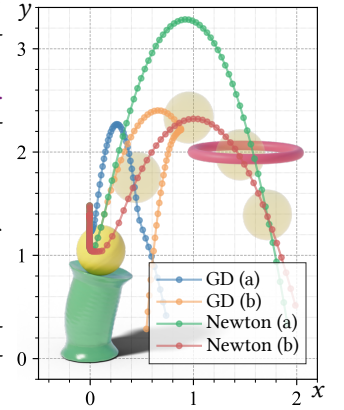 y
3
2
1
0
GD (a)
GD (b)
Newton (a)
Newton (b)
0 1 2 x